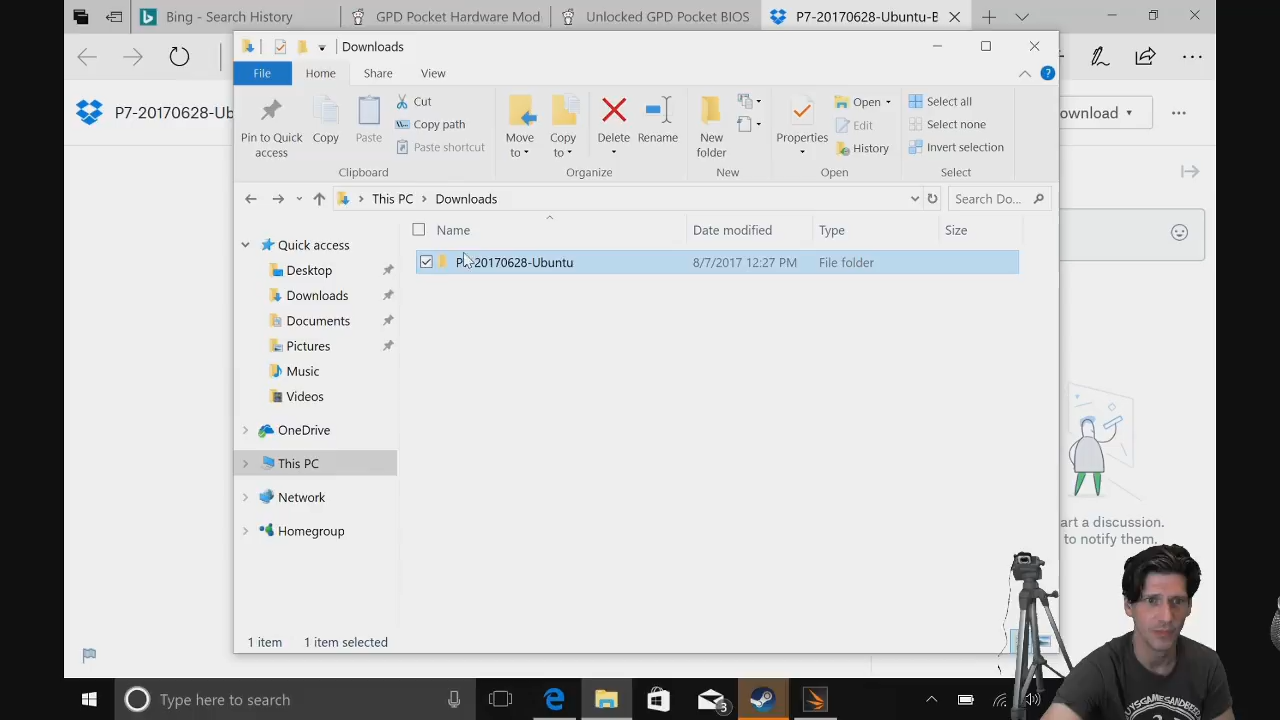 Bing - Search History
GPD Pocket Hardware Mod
Unlocked GPD Pocket BIOS
P7-20170628-Ubuntu-B
Downloads
File
Home
Share
View
P7-20170628-Ub
ownload
Pin to Quick
access
Copy
Paste
Cut
Copy path
Paste shortcut
Clipboard
Move
to
Copy
to
Delete
Rename
Organize
New
folder
New
Properties
Open
Edit
History
Open
Select all
Select none
Invert selection
Select
This PC
Downloads
Search Do...
Name
Date modified
Type
Size
P7-20170628-Ubuntu
8/7/2017 12:27 PM
File folder
Quick access
Desktop
Downloads
Documents
Pictures
Music
Videos
OneDrive
This PC
Network
Homegroup
art a discussion.
to notify them.
1 item
1 item selected
Type here to search
3